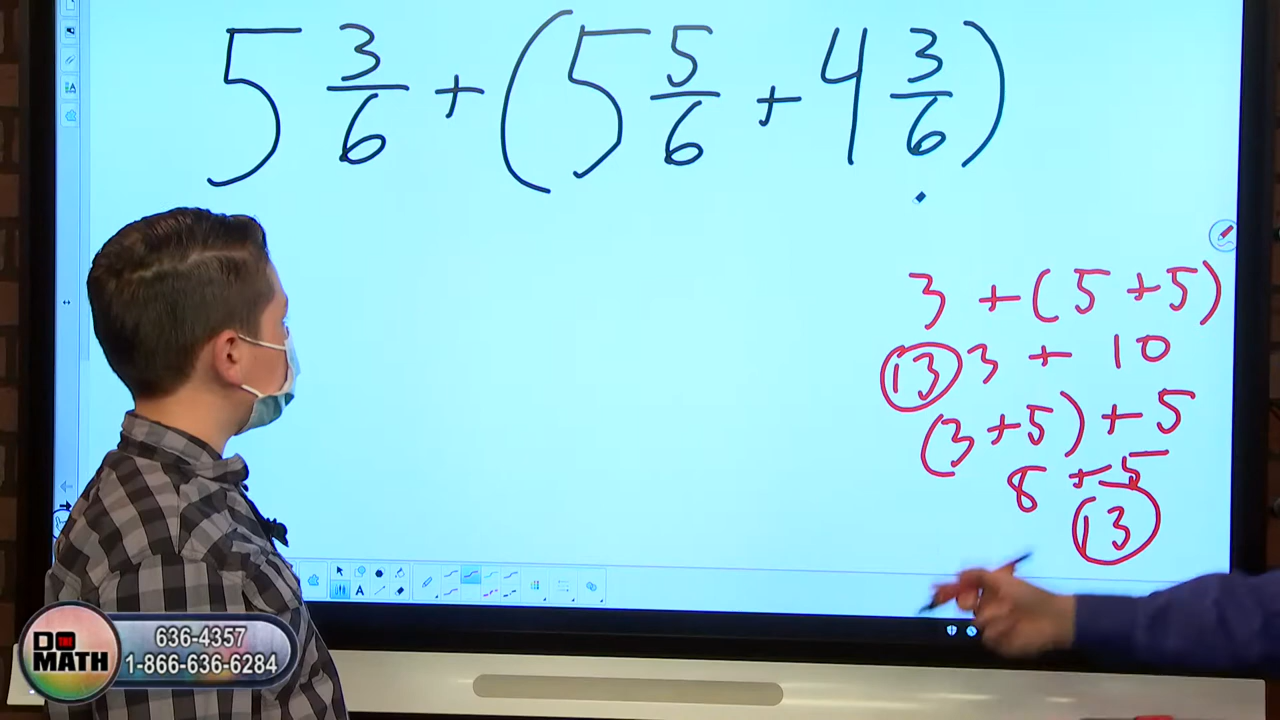 5 3/6 + (5 5/6 + 4 3/6)
3 + (5 + 5)
13 3 + 10
(3 + 5) + 5
8 + 5
13
A
DO THE MATH
636-4357
1-866-636-6284